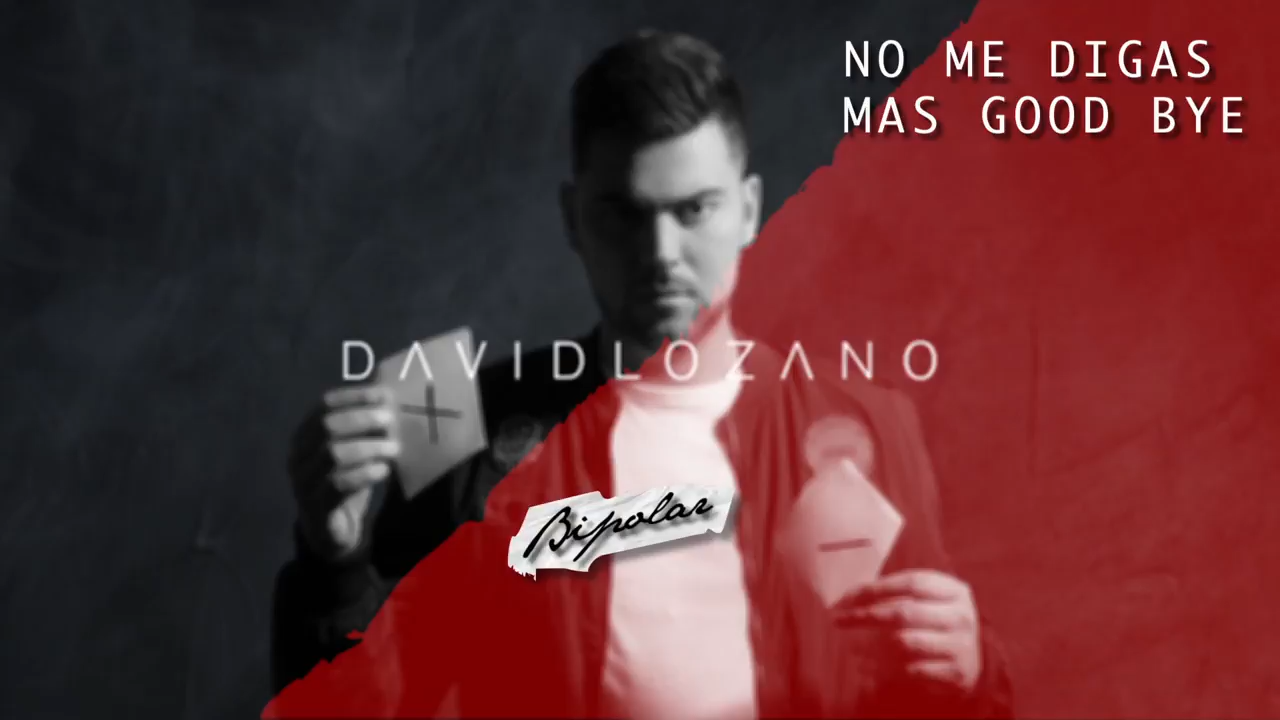 NO ME DIGAS
MAS GOOD BYE
DAVIDLOZANO
+
Bipolar
-